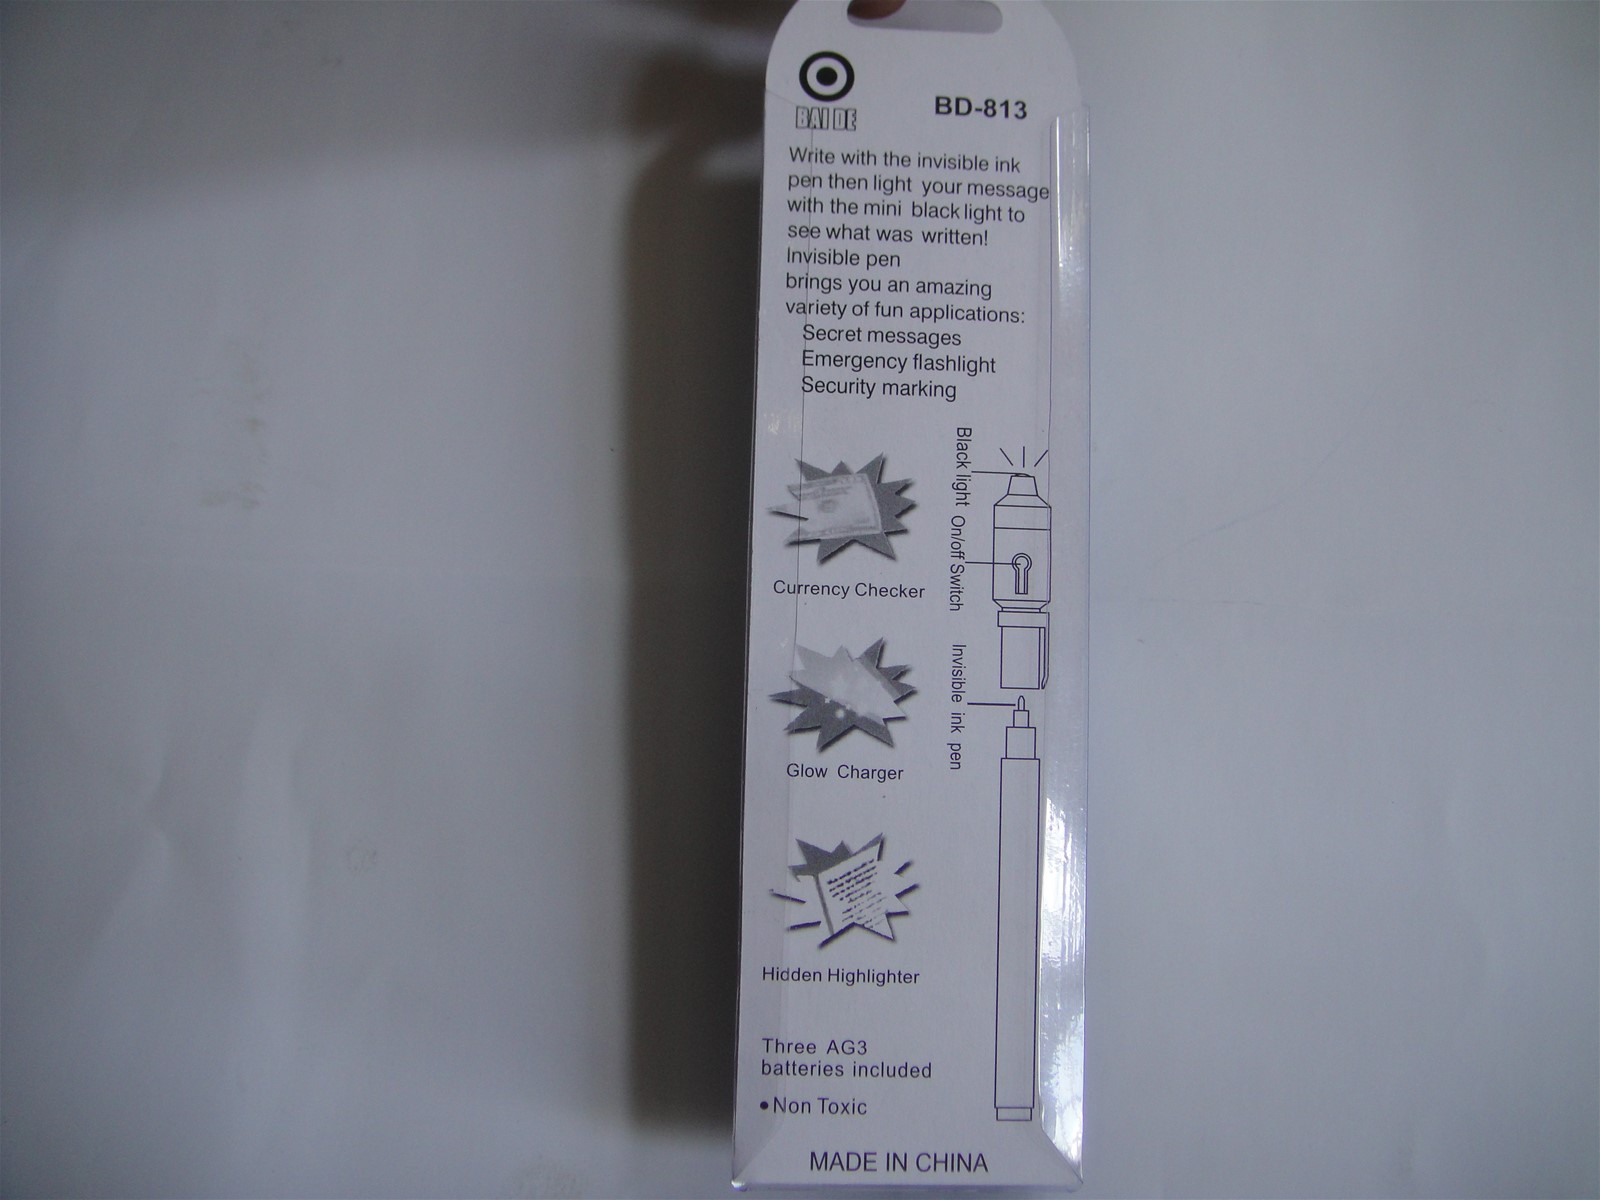 BAI DE
BD-813
Write with the invisible ink
pen then light your message
with the mini black light to
see what was written!
Invisible pen
brings you an amazing
variety of fun applications:
Secret messages
Emergency flashlight
Security marking
Black light
On/off Switch
Invisible ink pen
Currency Checker
Glow Charger
Hidden Highlighter
Three AG3
batteries included
•Non Toxic
MADE IN CHINA